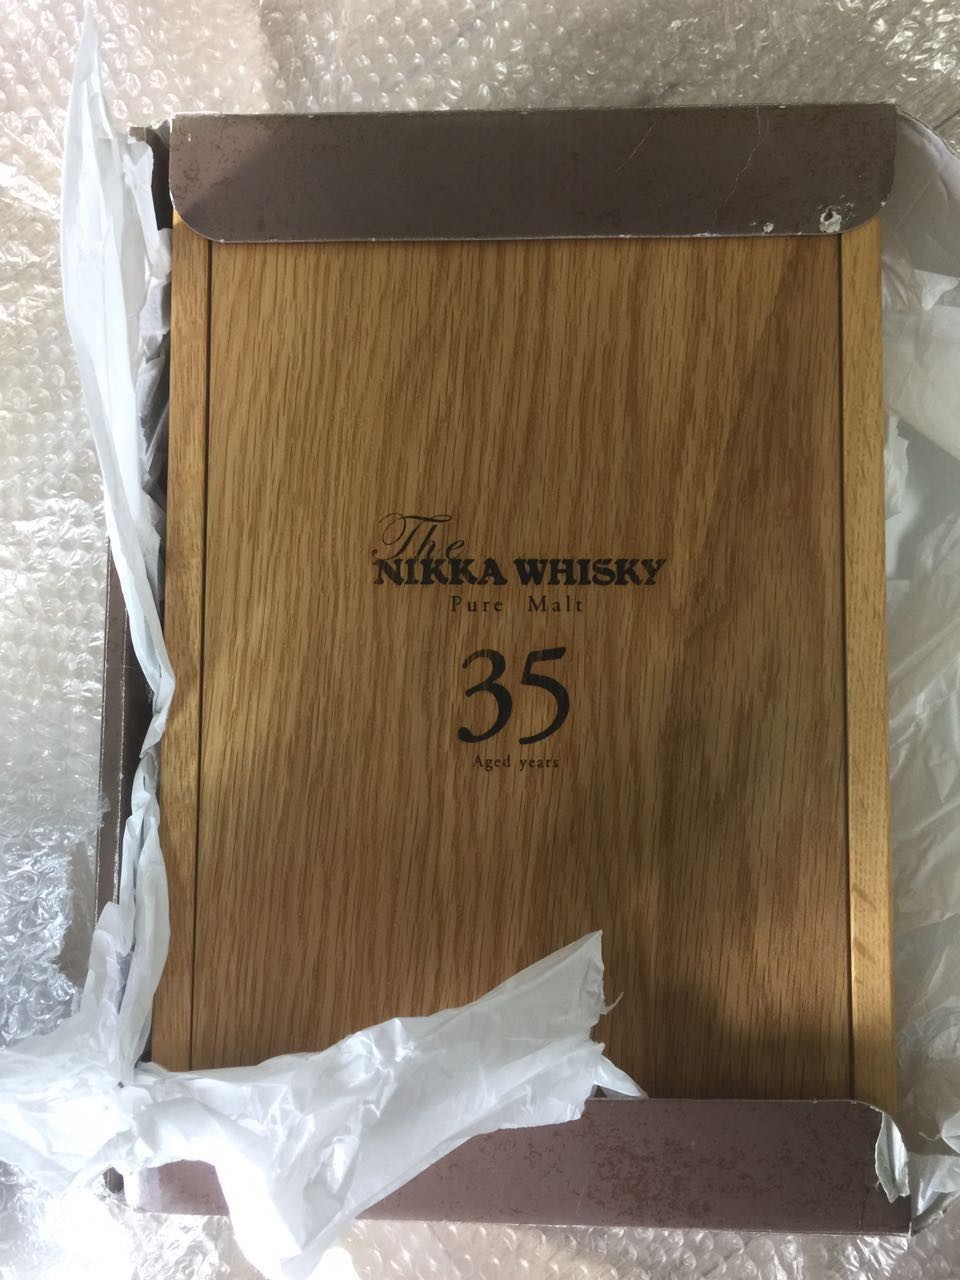 The
NIKKA WHISKY
Pure Malt
35
Aged years